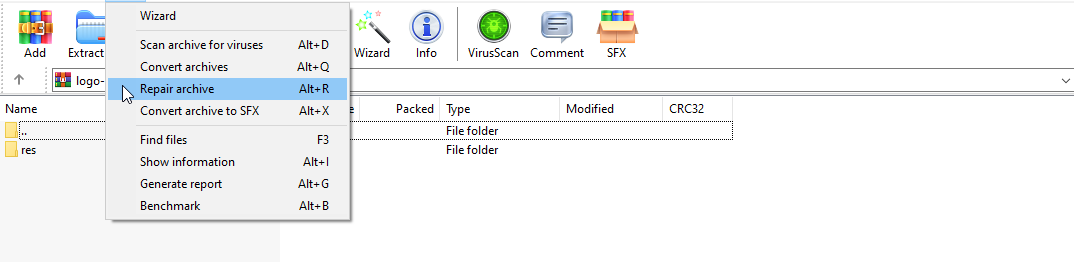 Wizard
Scan archive for viruses Alt+D
Convert archives Alt+Q
Repair archive Alt+R
Convert archive to SFX Alt+X
Find files F3
Show information Alt+I
Generate report Alt+G
Benchmark Alt+B
Add Extract Wizard Info VirusScan Comment SFX
logo-
Name Packed Type Modified CRC32
.. File folder
res File folder